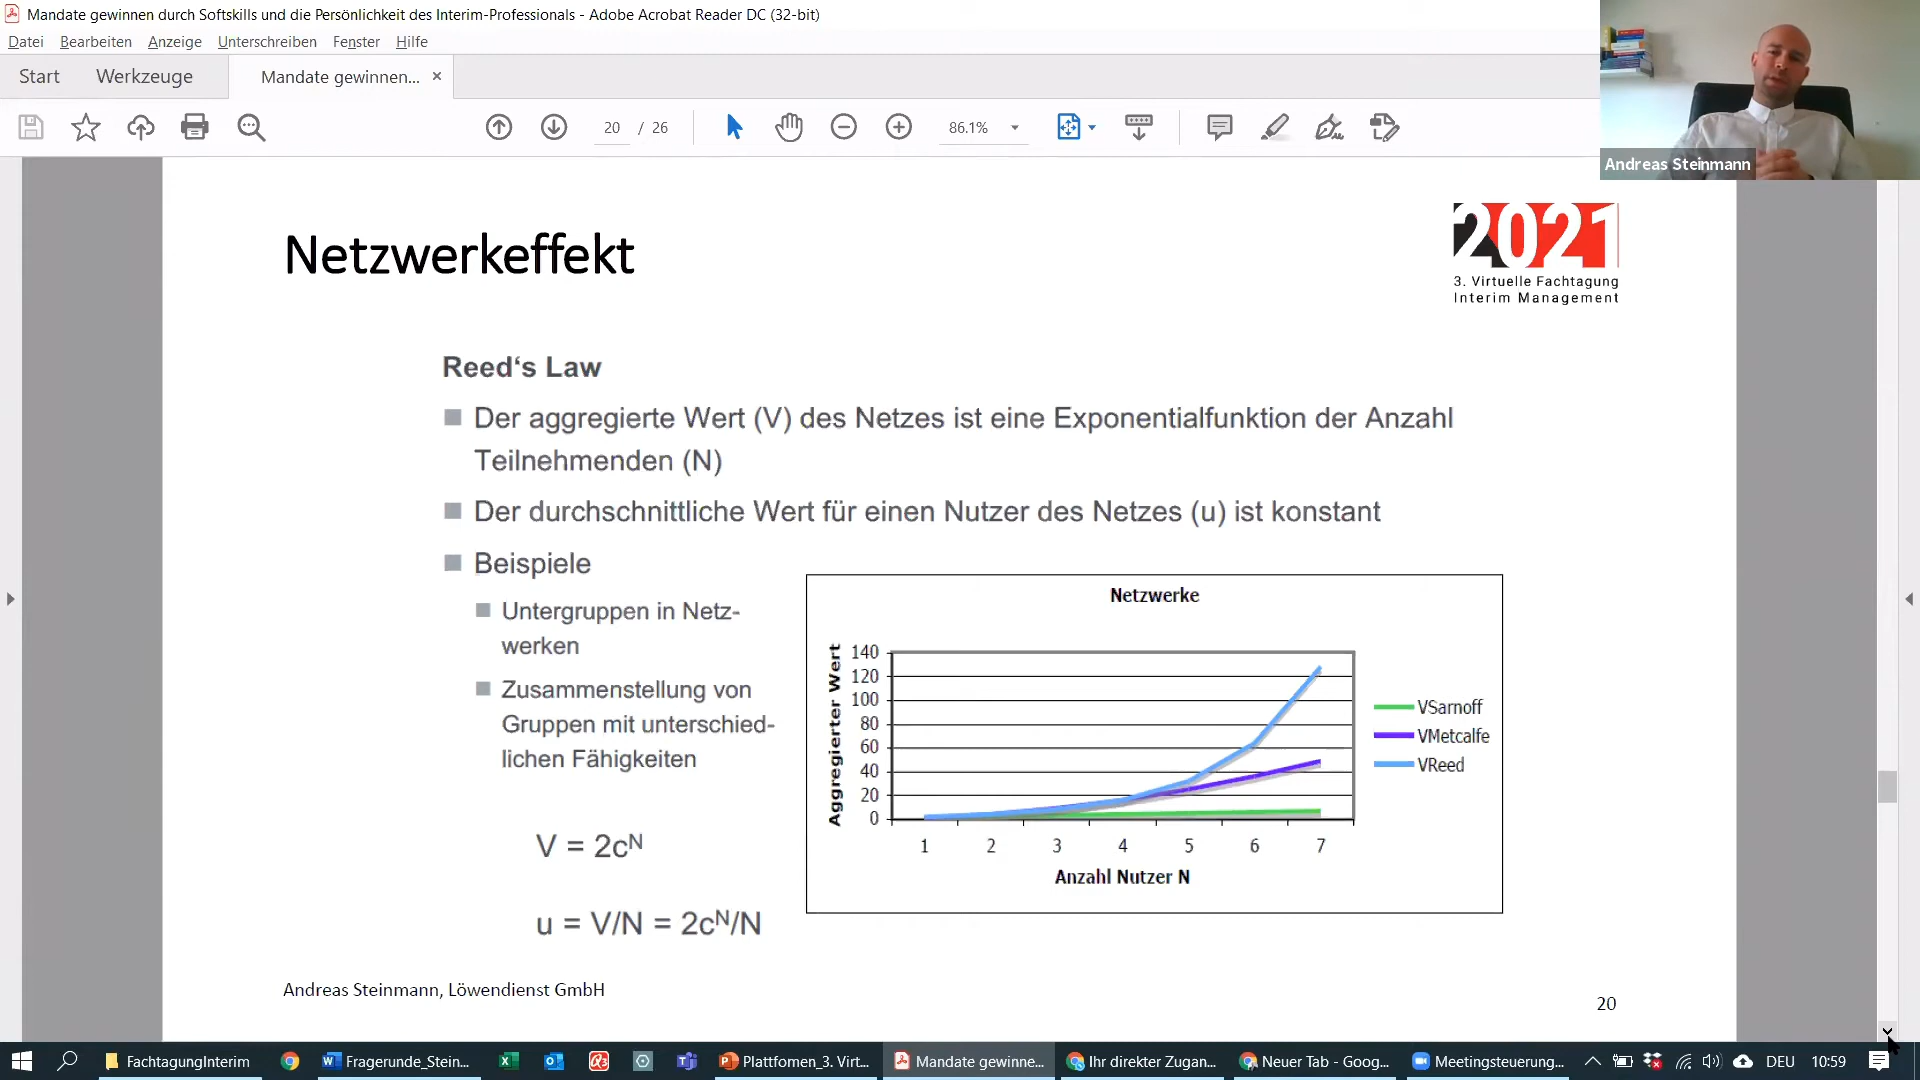 Mandate gewinnen durch Softskills und die Persönlichkeit des Interim-Professionals - Adobe Acrobat Reader DC (32-bit)
Datei Bearbeiten Anzeige Unterschreiben Fenster Hilfe
Start Werkzeuge Mandate gewinnen... ×
20 / 26 86.1%
Andreas Steinmann
2021
3. Virtuelle Fachtagung
Interim Management
Netzwerkeffekt
Reed‘s Law
Der aggregierte Wert (V) des Netzes ist eine Exponentialfunktion der Anzahl
Teilnehmenden (N)
Der durchschnittliche Wert für einen Nutzer des Netzes (u) ist konstant
Beispiele
Untergruppen in Netz-
werken
Zusammenstellung von
Gruppen mit unterschied-
lichen Fähigkeiten
V = 2cᴺ
u = V/N = 2cᴺ/N
Netzwerke
Aggregierter Wert
140
120
100
80
60
40
20
0
1 2 3 4 5 6 7
Anzahl Nutzer N
VSarnoff
VMetcalfe
VReed
Andreas Steinmann, Löwendienst GmbH
20
FachtagungInterim Fragerunde_Stein... Plattfomen_3. Virt... Mandate gewinne... Ihr direkter Zugan... Neuer Tab - Goog... Meetingsteuerung... DEU 10:59